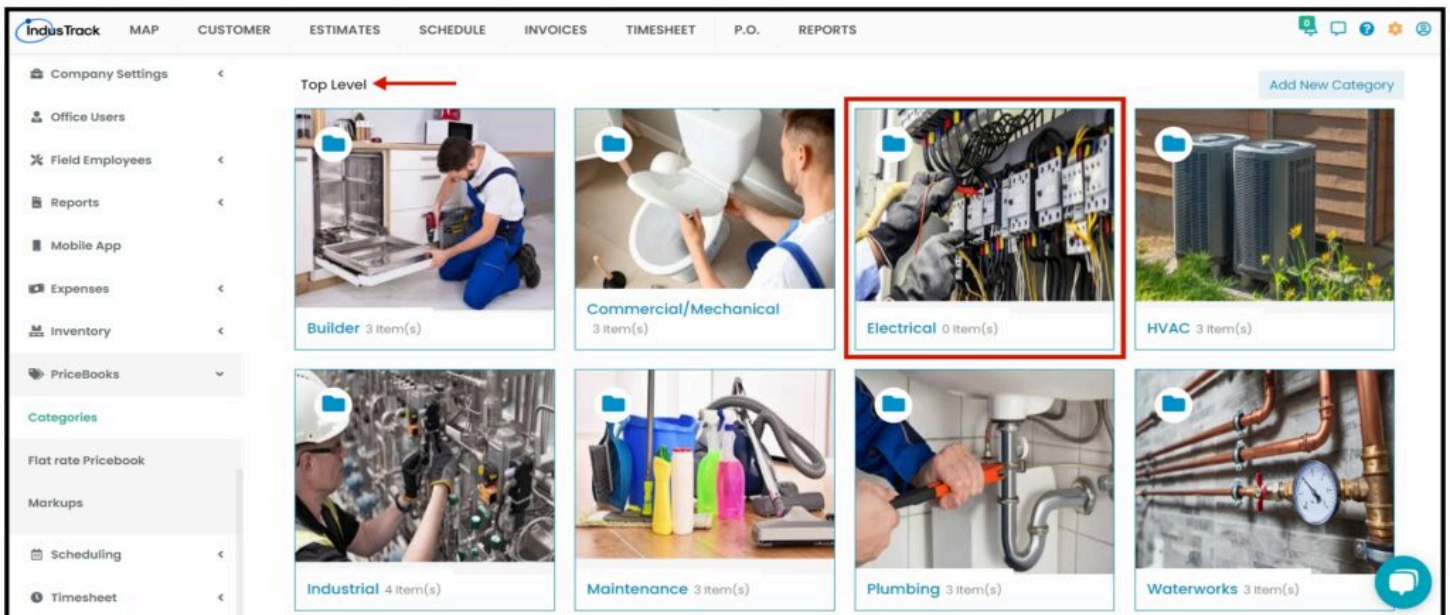 IndusTrack MAP CUSTOMER ESTIMATES SCHEDULE INVOICES TIMESHEET P.O. REPORTS 0
Company Settings
Office Users
Field Employees
Reports
Mobile App
Expenses
Inventory
PriceBooks
Categories
Flat rate Pricebook
Markups
Scheduling
Timesheet
Top Level
Add New Category
Builder 3 Item(s)
Commercial/Mechanical
3 Item(s)
Electrical 0 Item(s)
HVAC 3 Item(s)
Industrial 4 Item(s)
Maintenance 3 Item(s)
Plumbing 3 Item(s)
Waterworks 3 Item(s)